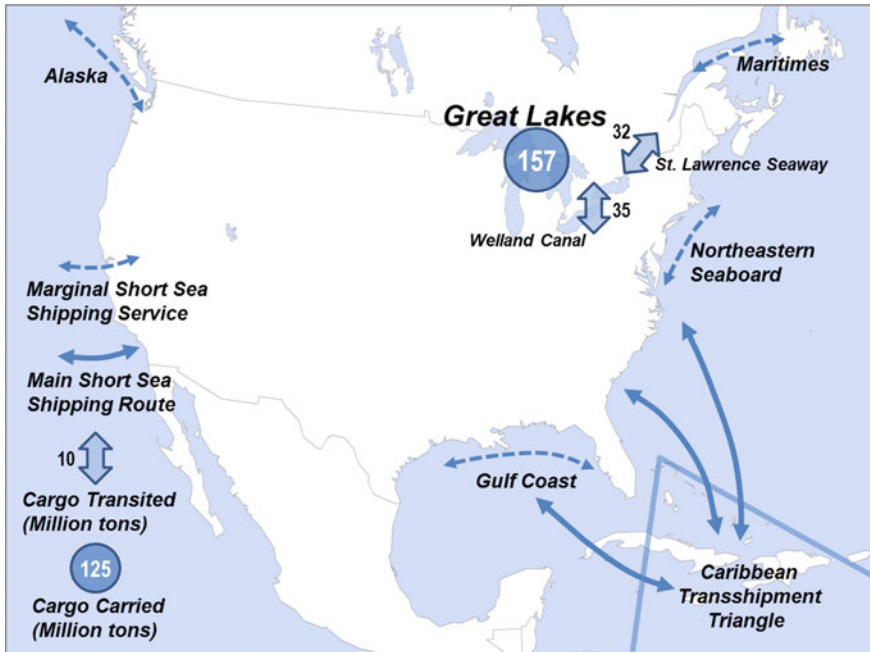 Alaska
Maritimes
Great Lakes
157
32
St. Lawrence Seaway
35
Welland Canal
Northeastern
Seaboard
Marginal Short Sea
Shipping Service
Main Short Sea
Shipping Route
10
Cargo Transited
(Million tons)
125
Cargo Carried
(Million tons)
Gulf Coast
Caribbean
Transshipment
Triangle